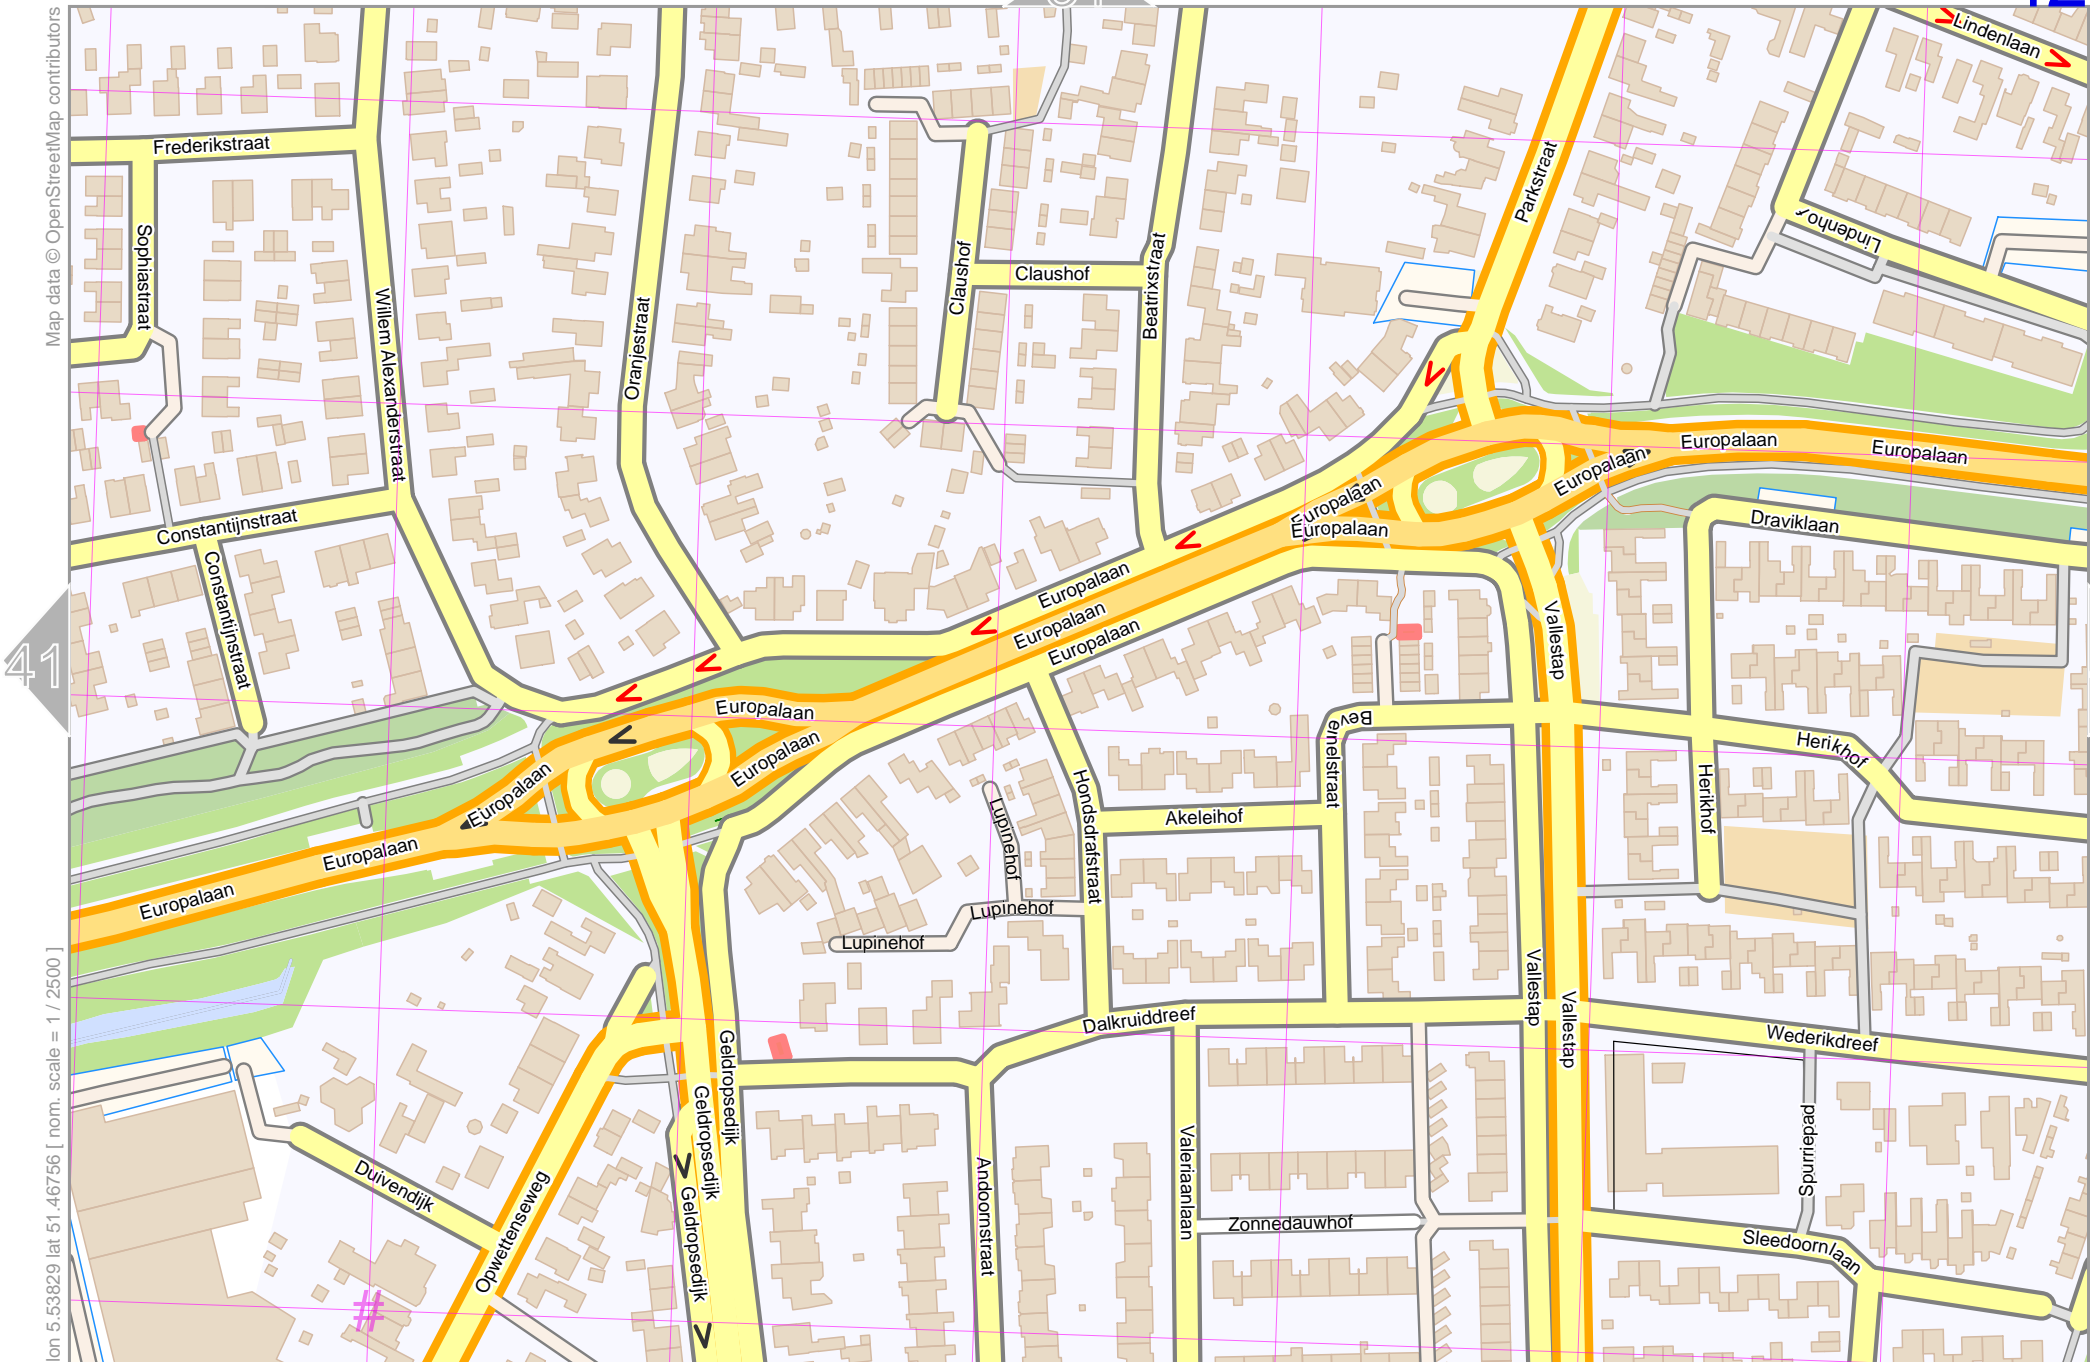 Map data © OpenStreetMap contributors
lon 5.53829 lat 51.46756 [ nom. scale = 1 / 2500 ]
41
Lindenlaan
Frederikstraat
Parkstraat
Sophiastraat
Lindenhof
Claushof
Claushof
Beatrixstraat
Willem Alexanderstraat
Oranjestraat
Europalaan
Europalaan
Europalaan
Europalaan
Europalaan
Constantijnstraat
Draviklaan
Constantijnstraat
Europalaan
Europalaan
Europalaan
Vallestap
Europalaan
Europalaan
Europalaan
Bevernelstraat
Herikhof
Herikhof
Hondsdrafstraat
Akeleihof
Lupinehof
Europalaan
Europalaan
Lupinehof
Lupinehof
Vallestap
Vallestap
Dalkruiddreef
Wederikdreef
Geldropsedijk
Geldropsedijk
Geldropsedijk
Duivendijk
Opwettenseweg
Andoornstraat
Valeriaanlaan
Zonnedauwhof
Spurriepad
Sleedoornlaan
#